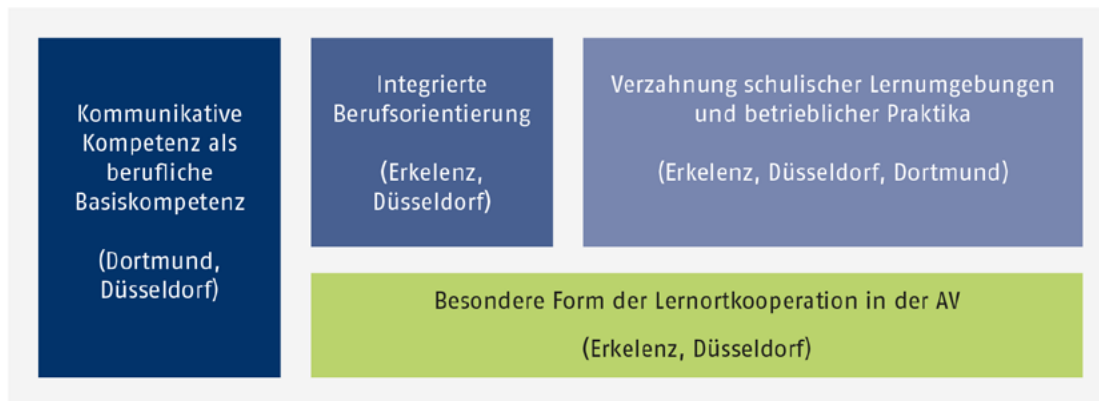 Kommunikative
Kompetenz als
berufliche
Basiskompetenz
(Dortmund,
Düsseldorf)
Integrierte
Berufsorientierung
(Erkelenz,
Düsseldorf)
Verzahnung schulischer Lernumgebungen
und betrieblicher Praktika
(Erkelenz, Düsseldorf, Dortmund)
Besondere Form der Lernortkooperation in der AV
(Erkelenz, Düsseldorf)